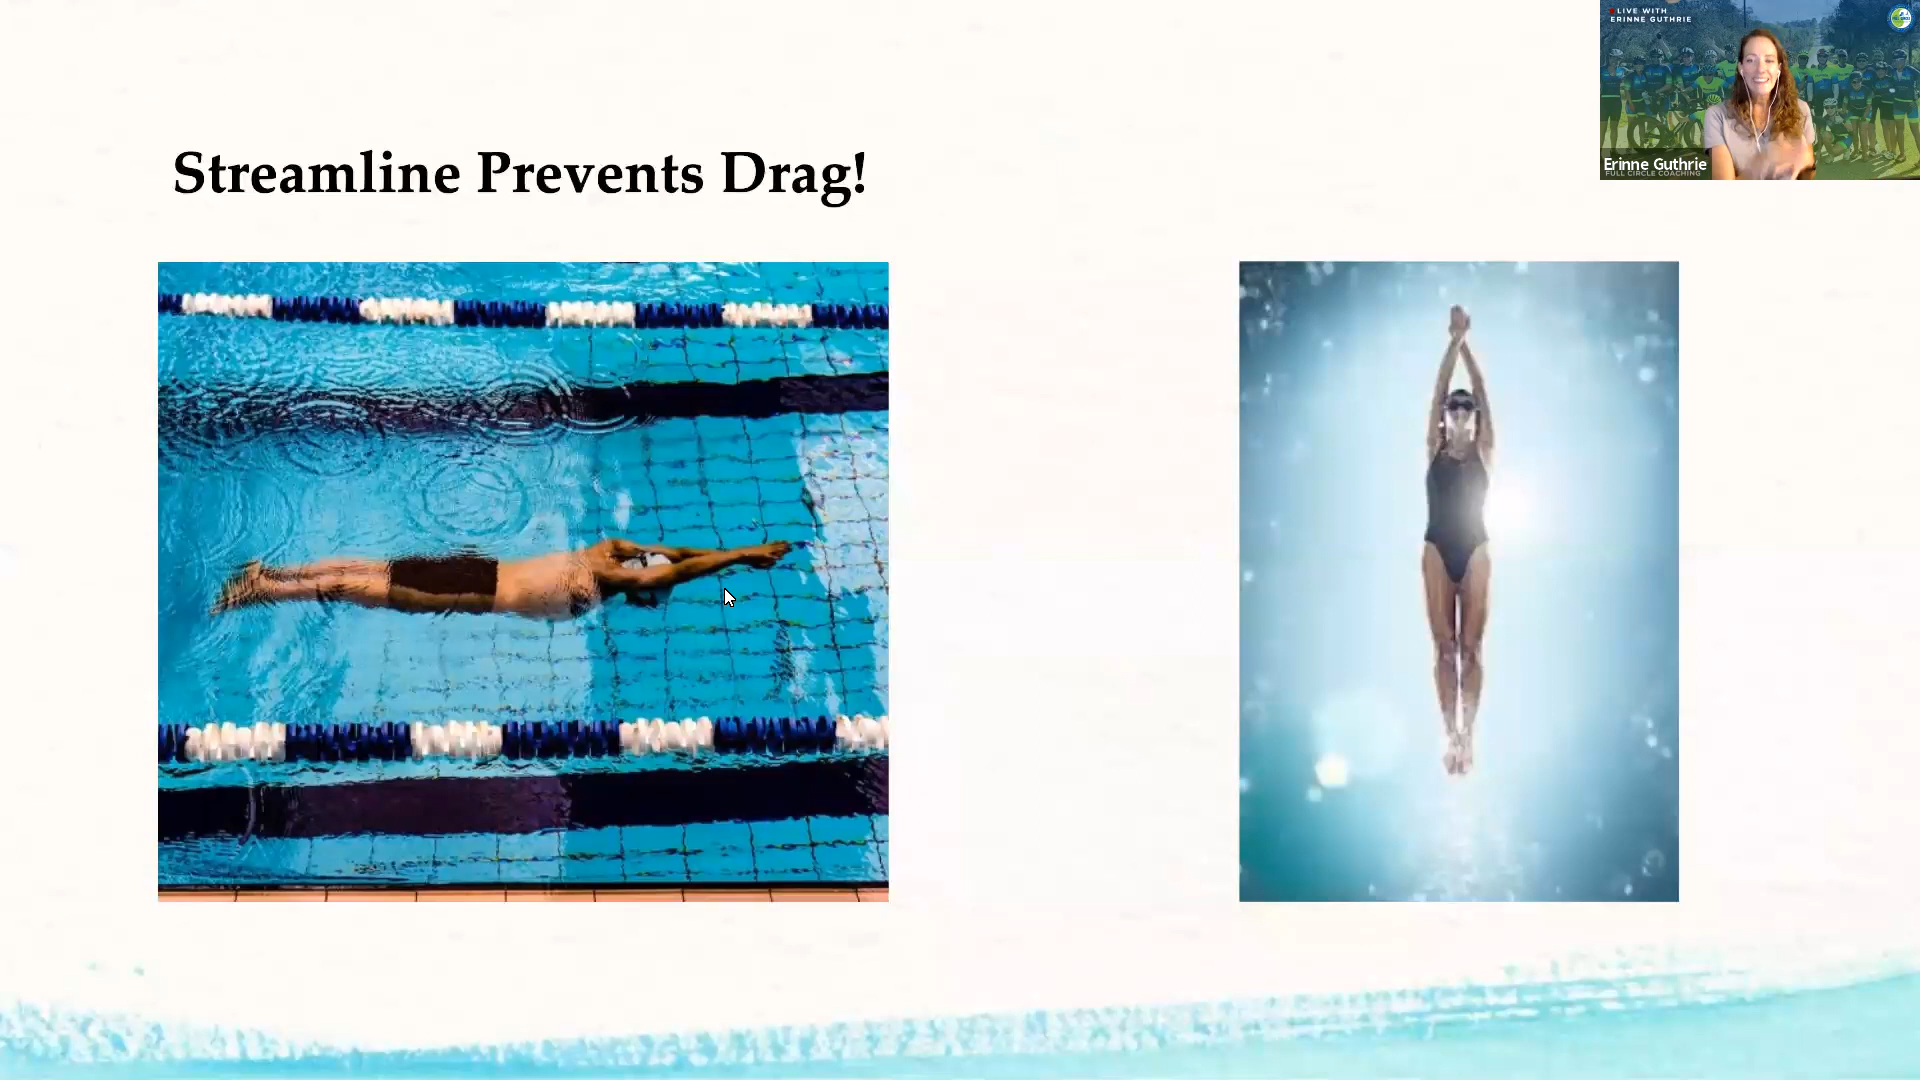 LIVE WITH
ERINNE GUTHRIE
Streamline Prevents Drag!
Erinne Guthrie
FULL CIRCLE COACHING